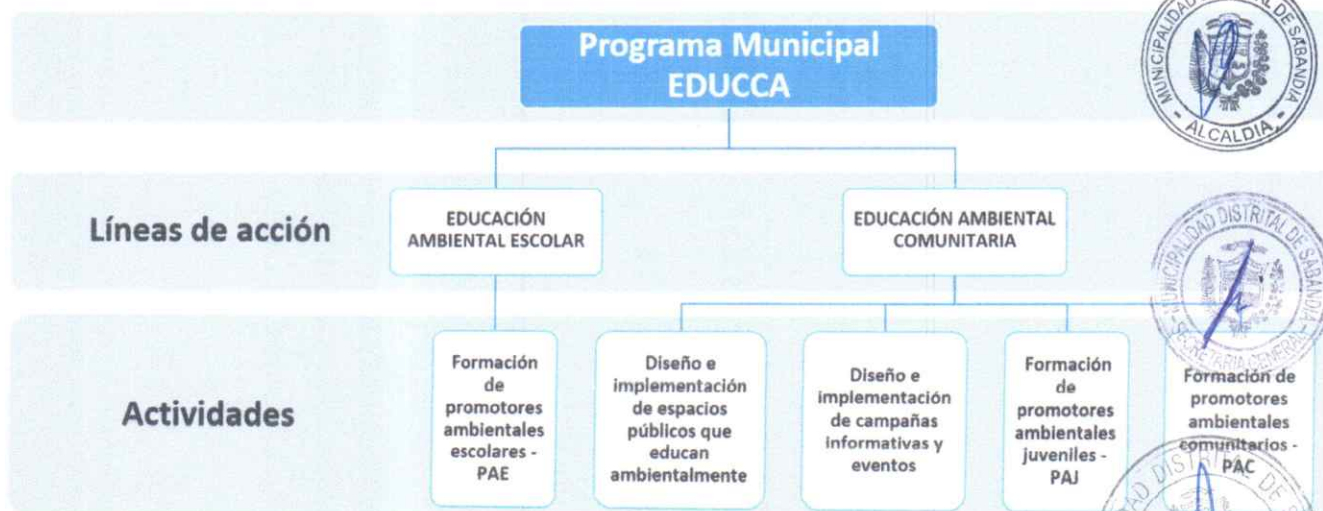 Programa Municipal
EDUCCA
MUNICIPALIDAD
DE SABANDIA
- ALCALDIA -
Líneas de acción
EDUCACIÓN
AMBIENTAL ESCOLAR
EDUCACIÓN AMBIENTAL
COMUNITARIA
MUNICIPALIDAD DISTRITAL DE SABANDIA
SECRETARIA GENERAL
Actividades
Formación
de
promotores
ambientales
escolares -
PAE
Diseño e
implementación
de espacios
públicos que
educan
ambientalmente
Diseño e
implementación
de campañas
informativas y
eventos
Formación
de
promotores
ambientales
juveniles -
PAJ
Formación de
promotores
ambientales
comunitarios -
PAC